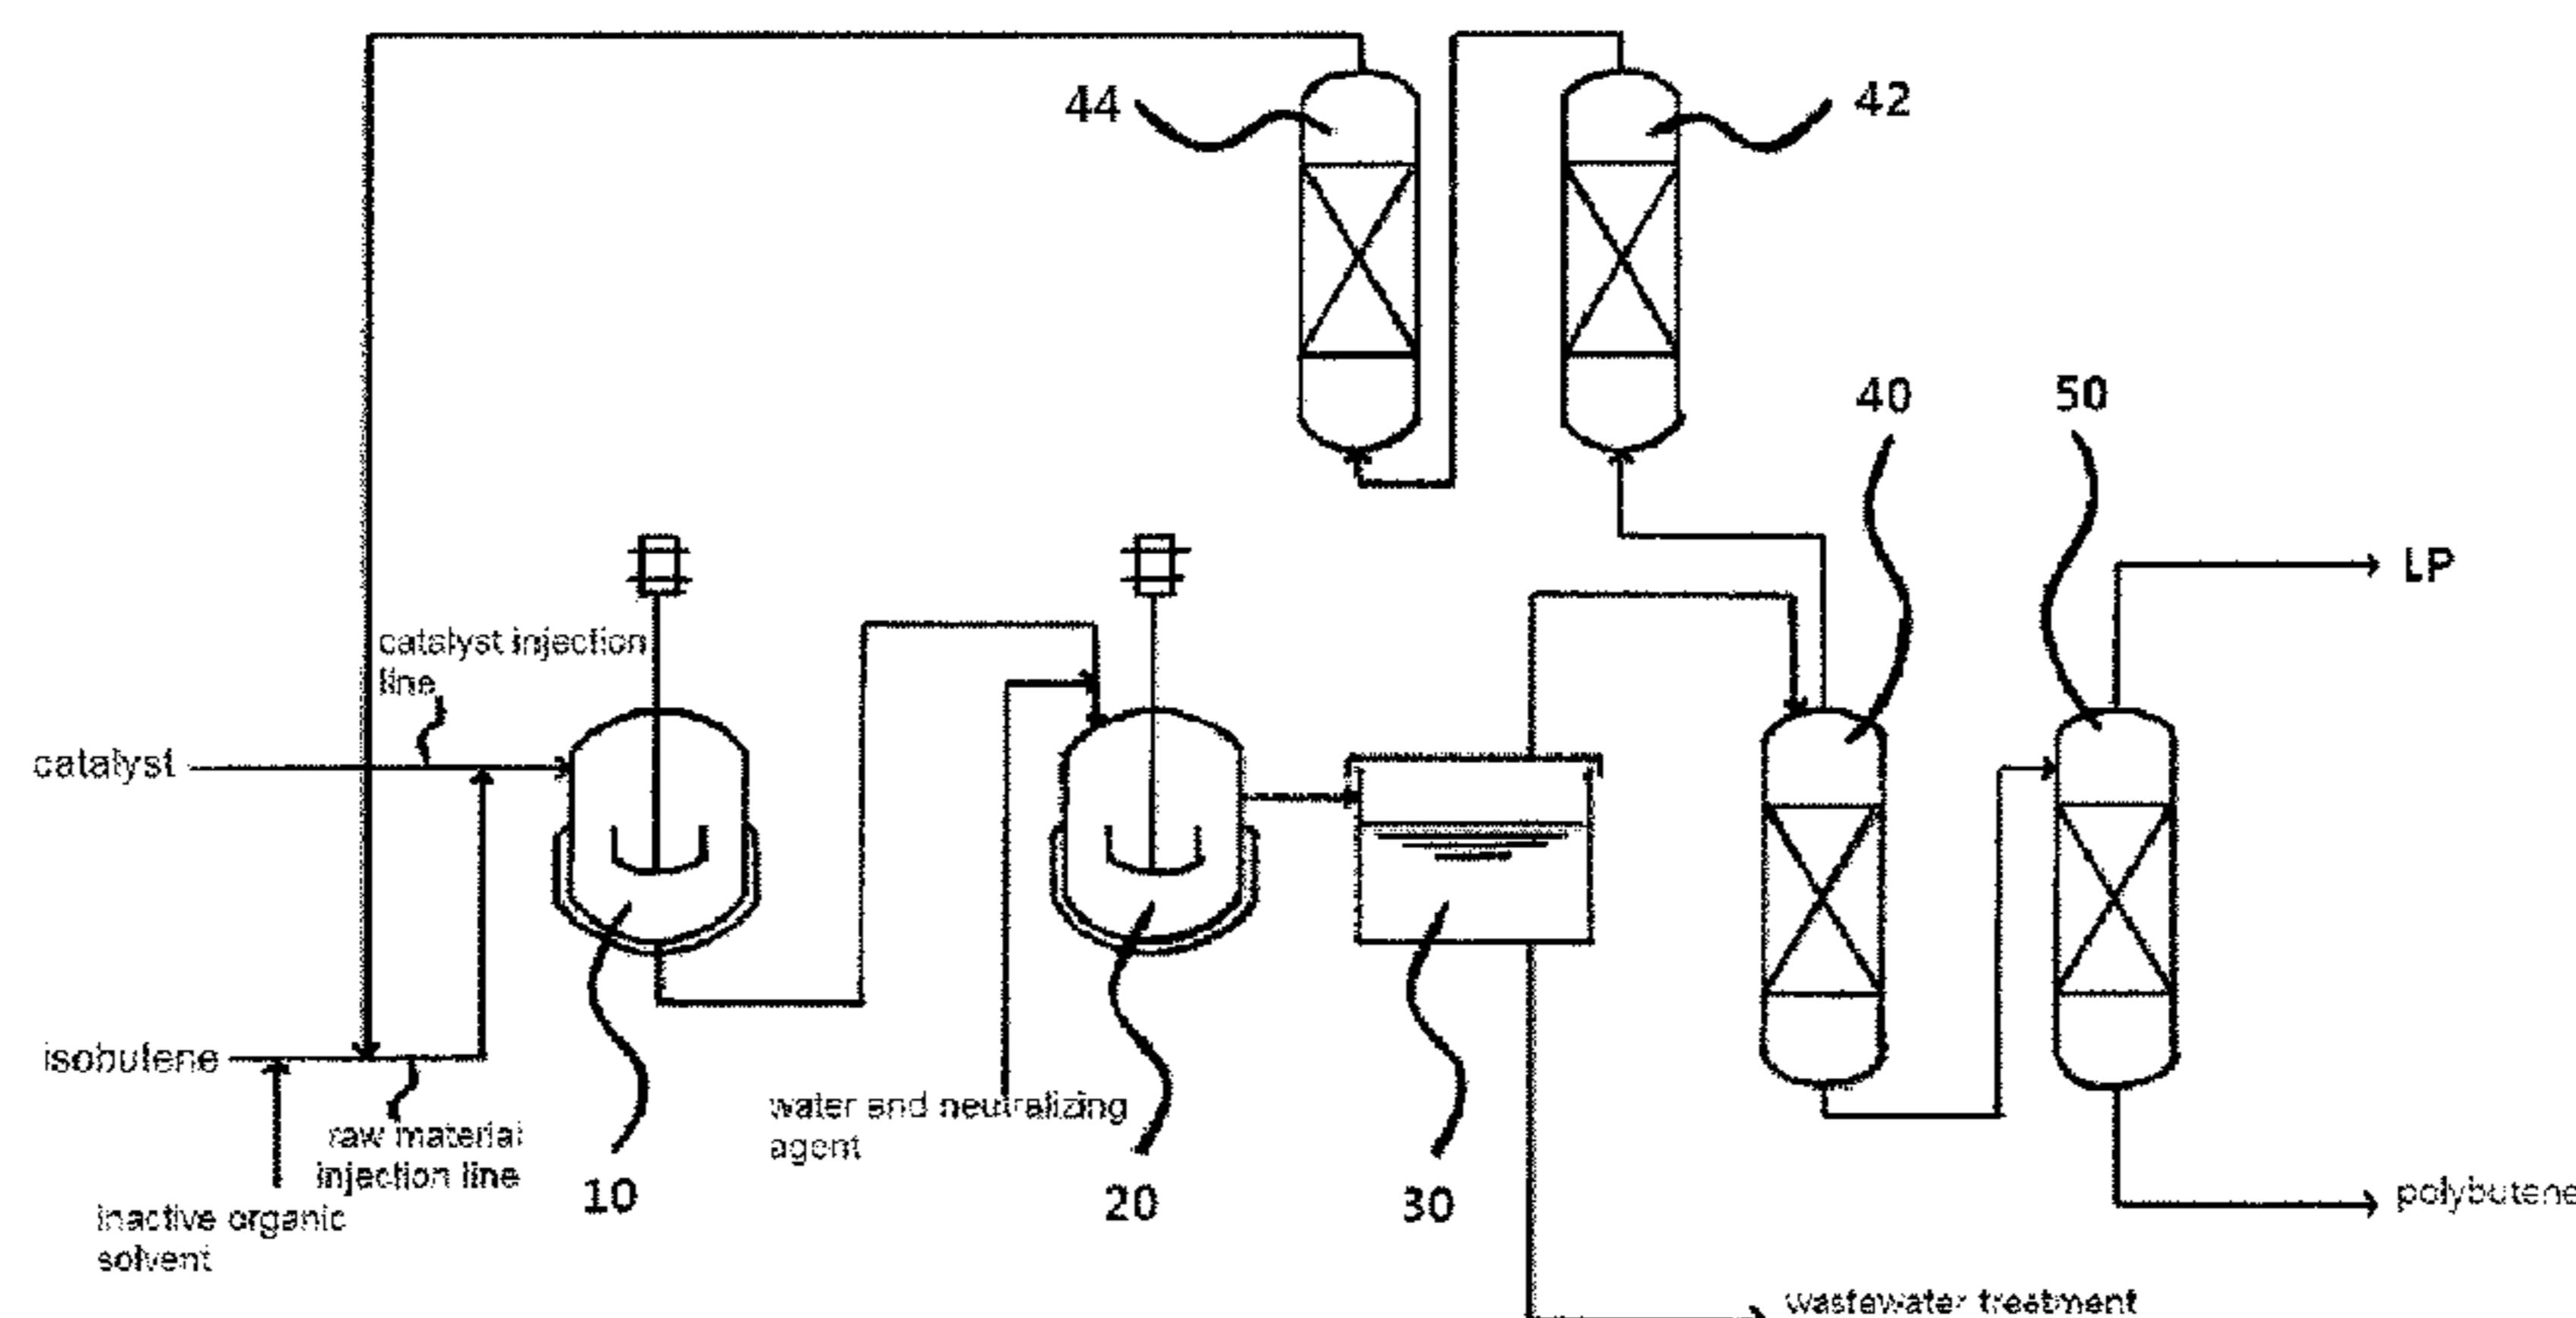 44
42
40
50
LP
catalyst injection
line
catalyst
isobutene
raw material
injection line
inactive organic
solvent
water and neutralizing
agent
10
20
30
polybutene
wastewater treatment